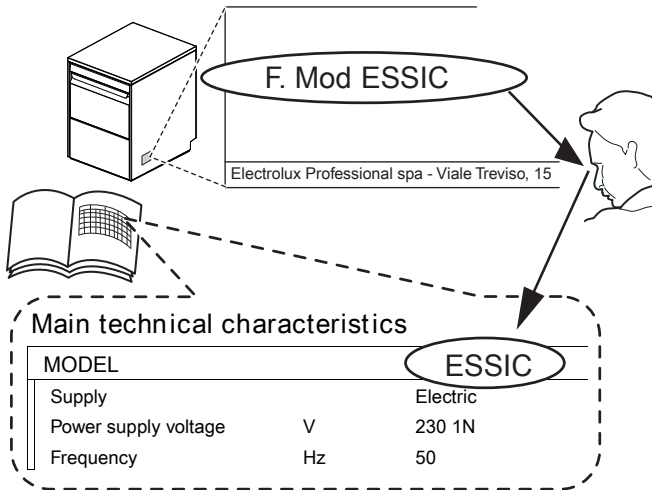 F. Mod ESSIC
Electrolux Professional spa - Viale Treviso, 15
Main technical characteristics
MODEL ESSIC
Supply Electric
Power supply voltage V 230 1N
Frequency Hz 50